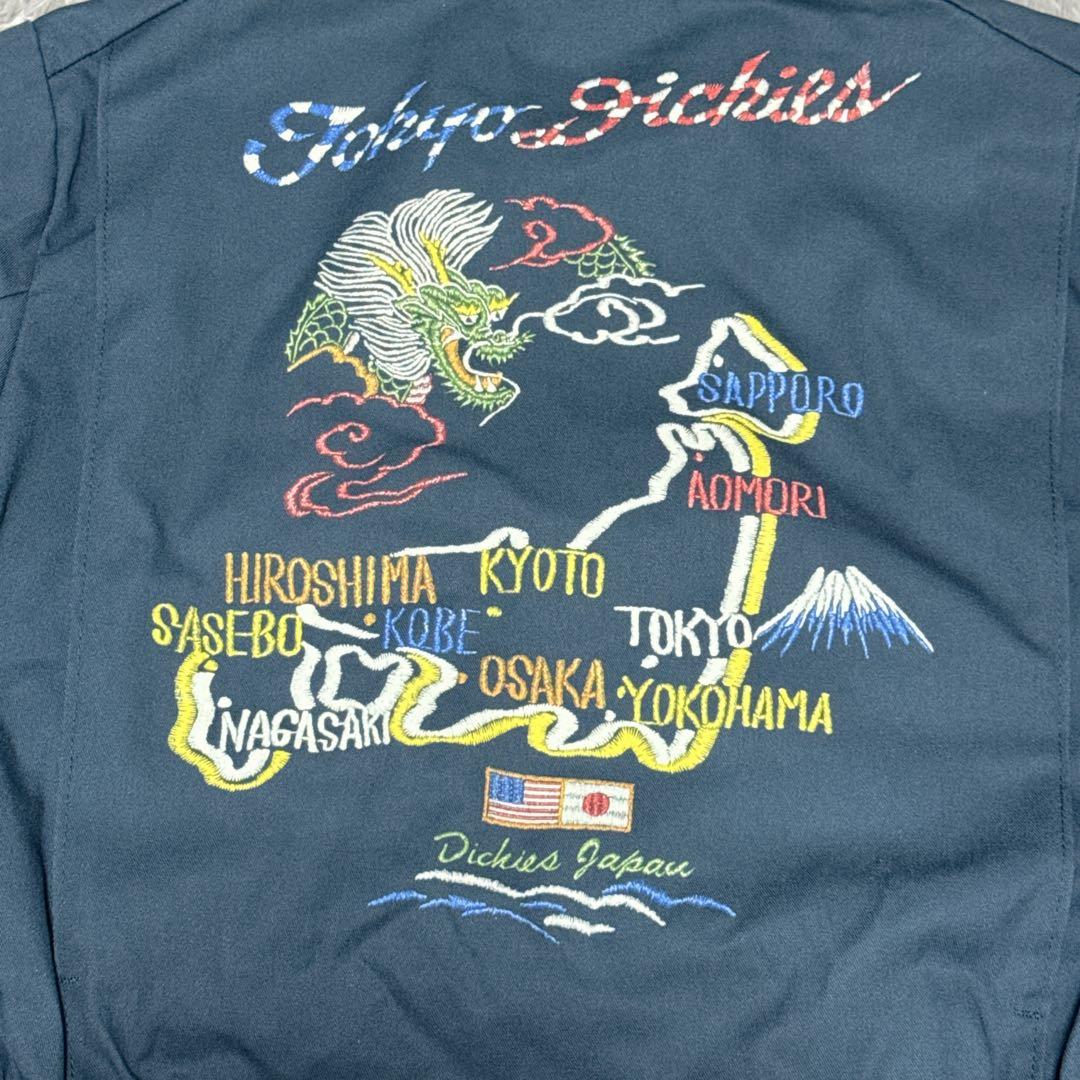 Tokyo Dickies
SAPPORO
AOMORI
HIROSHIMA KYOTO
SASEBO KOBE TOKYO
OSAKA YOKOHAMA
NAGASAKI
Dickies Japan